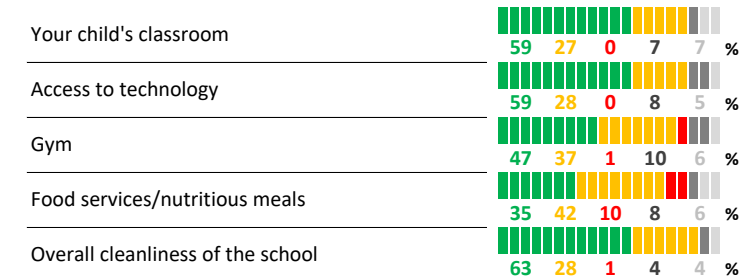 Your child's classroom
59 27 0 7 7 %
Access to technology
59 28 0 8 5 %
Gym
47 37 1 10 6 %
Food services/nutritious meals
35 42 10 8 6 %
Overall cleanliness of the school
63 28 1 4 4 %